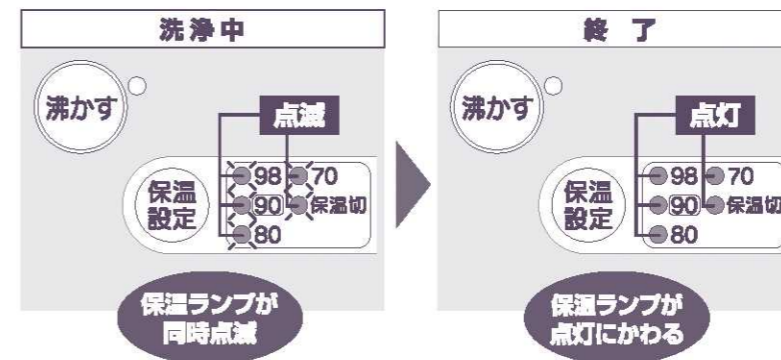 洗浄中
沸かす
点滅
98 70
保温設定
90 保温切
80
保温ランプが
同時点滅
終了
沸かす
点灯
98 70
保温設定
90 保温切
80
保温ランプが
点灯にかわる